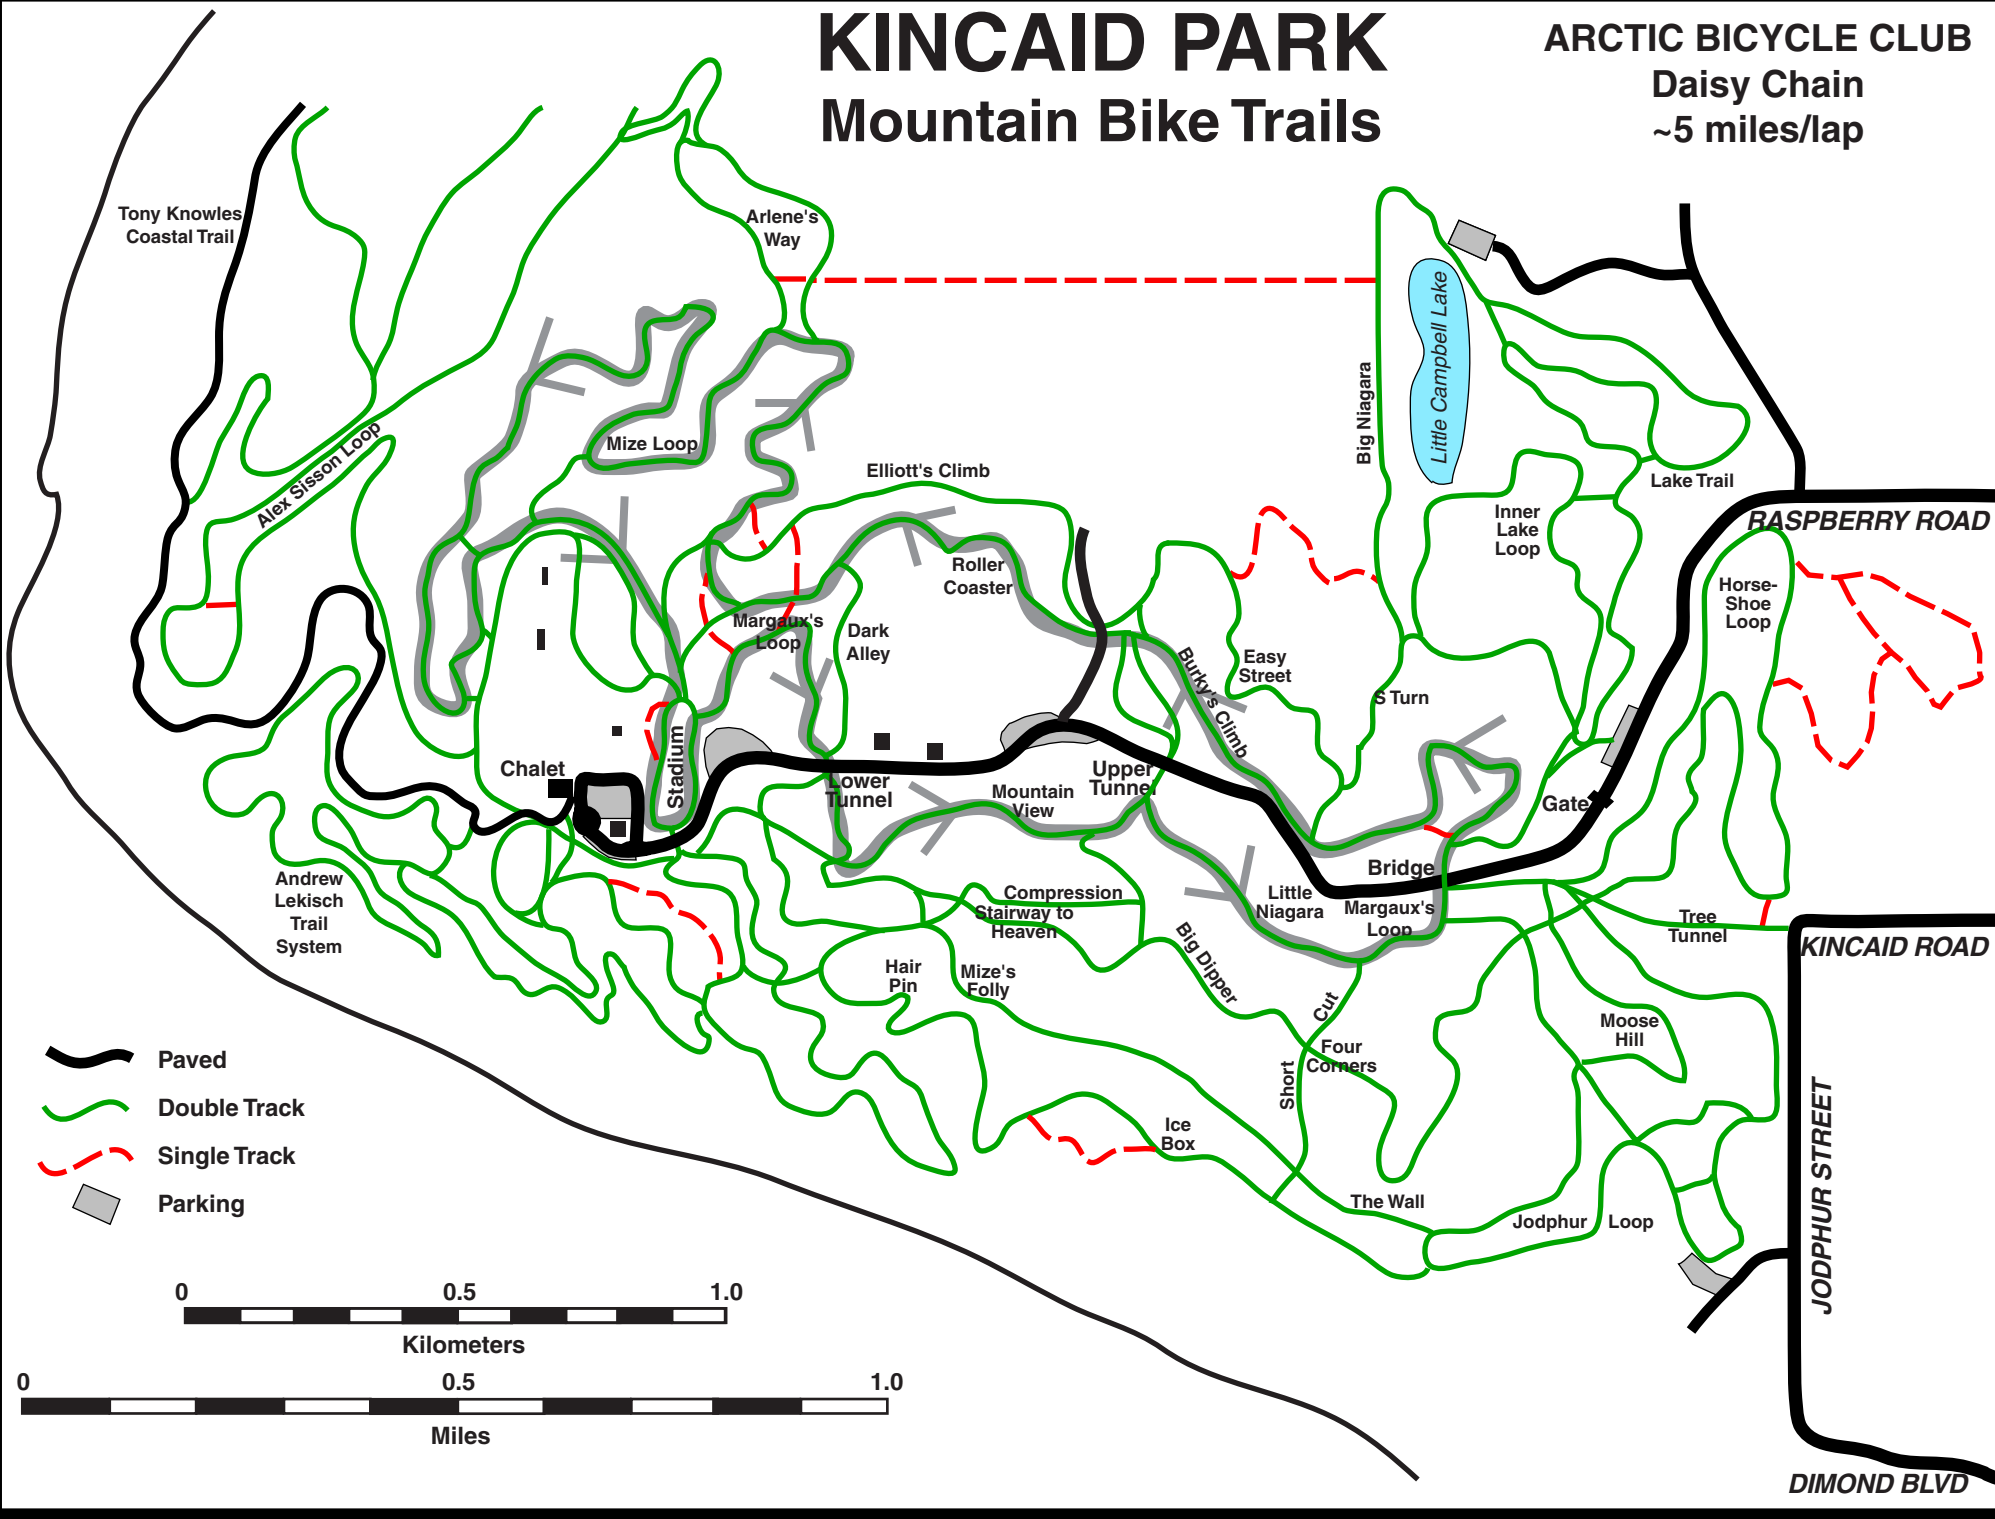 KINCAID PARK
Mountain Bike Trails
ARCTIC BICYCLE CLUB
Daisy Chain
~5 miles/lap
Tony Knowles
Coastal Trail
Arlene's
Way
Little Campbell Lake
Big Niagara
Mize Loop
Alex Sisson Loop
Elliott's Climb
Lake Trail
RASPBERRY ROAD
Inner
Lake
Loop
Roller
Coaster
Horse-
Shoe
Loop
Margaux's
Loop
Dark
Alley
Easy
Street
Burky's Climb
S Turn
Stadium
Chalet
Lower
Tunnel
Upper
Tunnel
Mountain
View
Gate
Bridge
Andrew
Lekisch
Trail
System
Compression
Stairway to
Heaven
Little
Niagara
Margaux's
Loop
Tree
Tunnel
KINCAID ROAD
Big Dipper
Hair
Pin
Mize's
Folly
Short
Cut
Four
Corners
Moose
Hill
Ice
Box
The Wall
Jodphur Loop
JODPHUR STREET
Paved
Double Track
Single Track
Parking
0 0.5 1.0
Kilometers
0 0.5 1.0
Miles
DIMOND BLVD